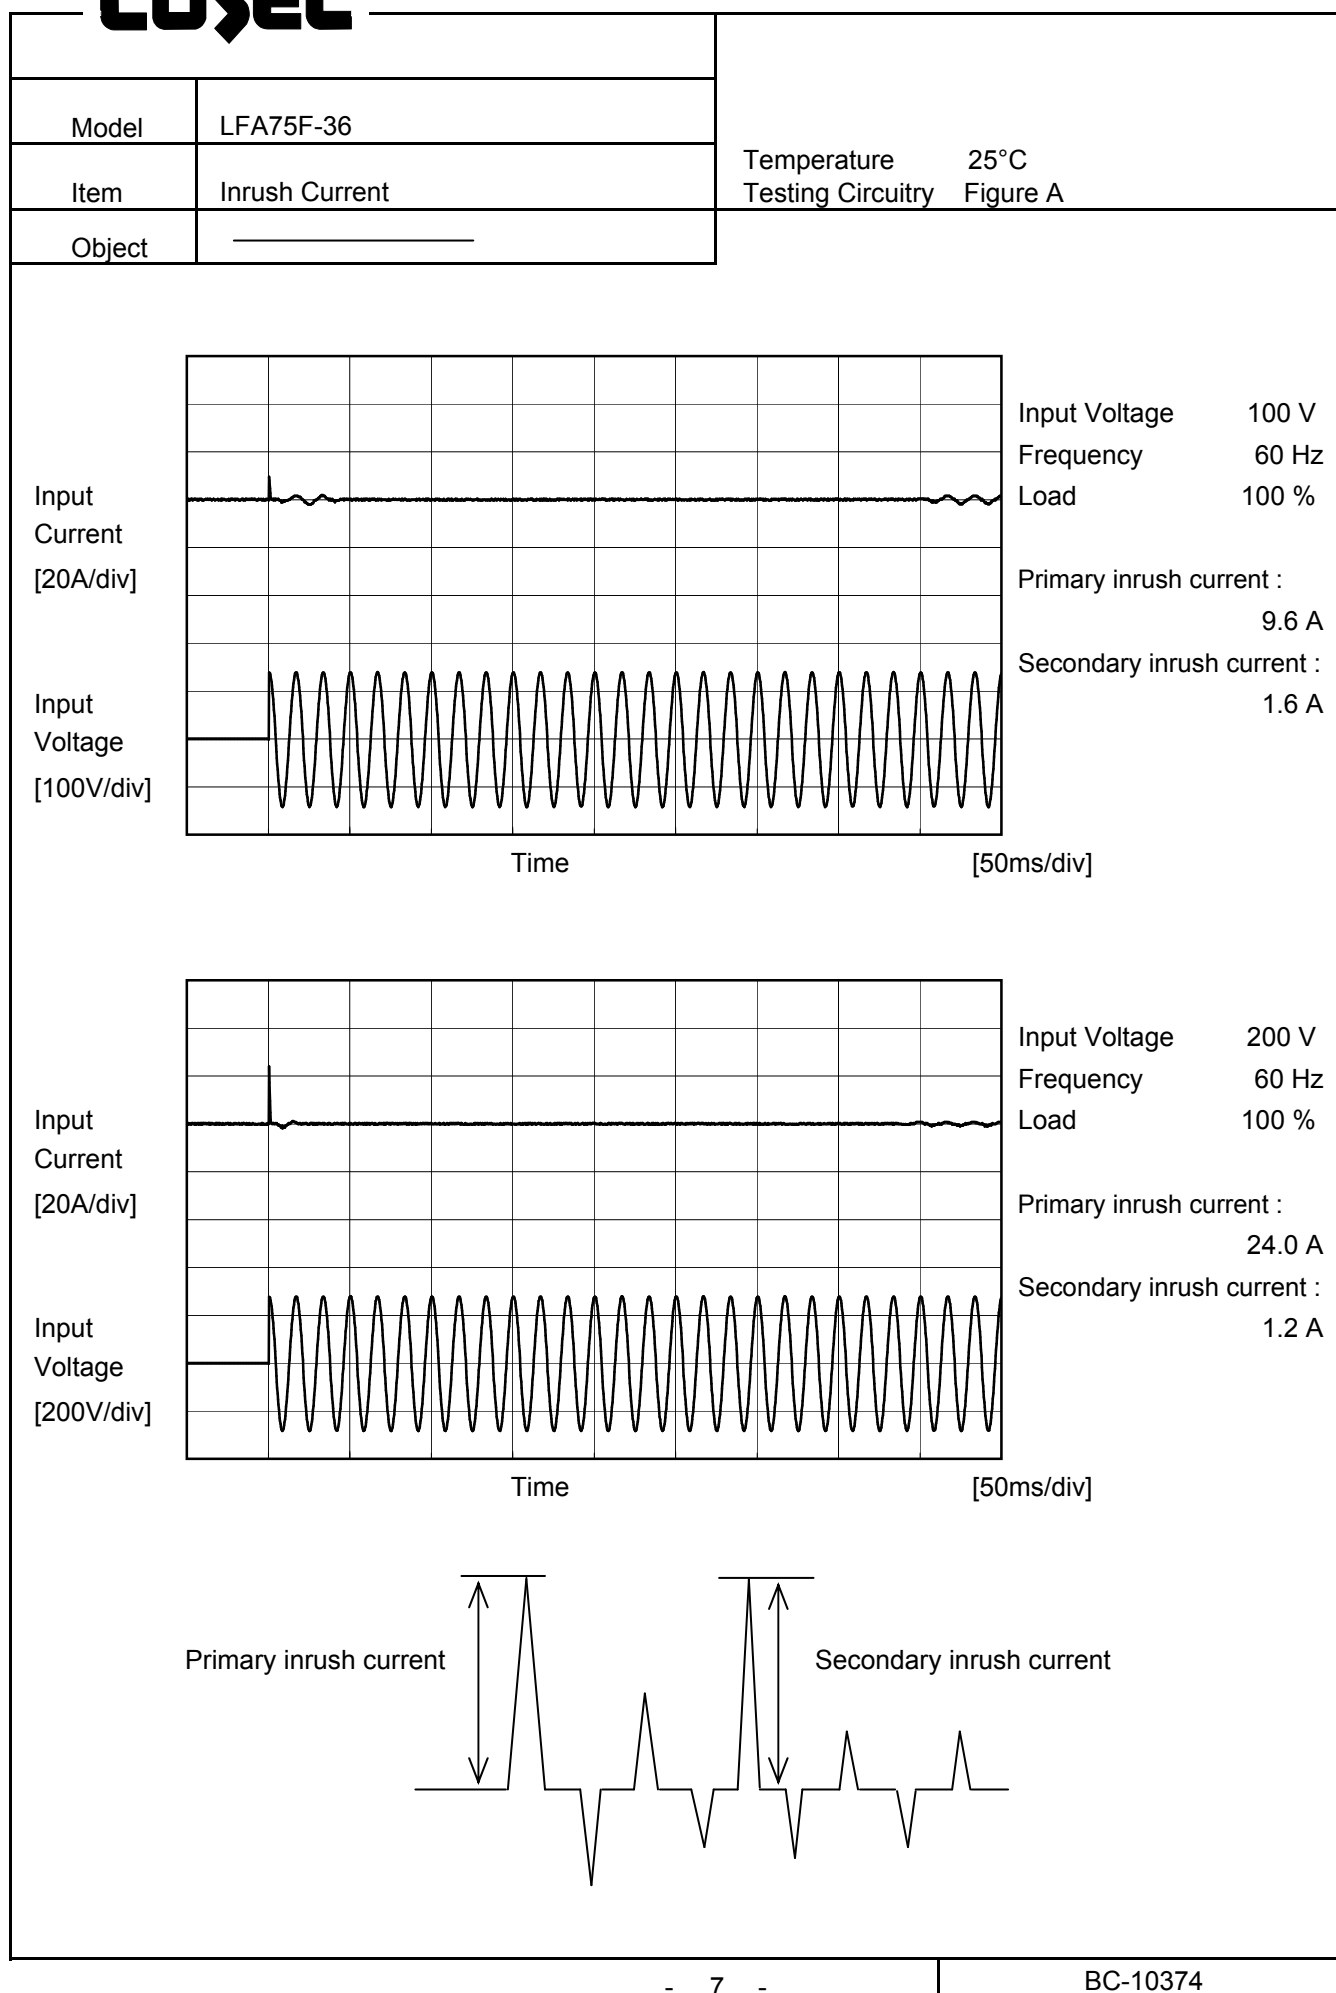 COSEL
Model LFA75F-36
Item Inrush Current
Object
Temperature 25°C
Testing Circuitry Figure A
Input
Current
[20A/div]
Input
Voltage
[100V/div]
Time [50ms/div]
Input Voltage 100 V
Frequency 60 Hz
Load 100 %
Primary inrush current :
9.6 A
Secondary inrush current :
1.6 A
Input
Current
[20A/div]
Input
Voltage
[200V/div]
Time [50ms/div]
Input Voltage 200 V
Frequency 60 Hz
Load 100 %
Primary inrush current :
24.0 A
Secondary inrush current :
1.2 A
Primary inrush current
Secondary inrush current
- 7 -
BC-10374